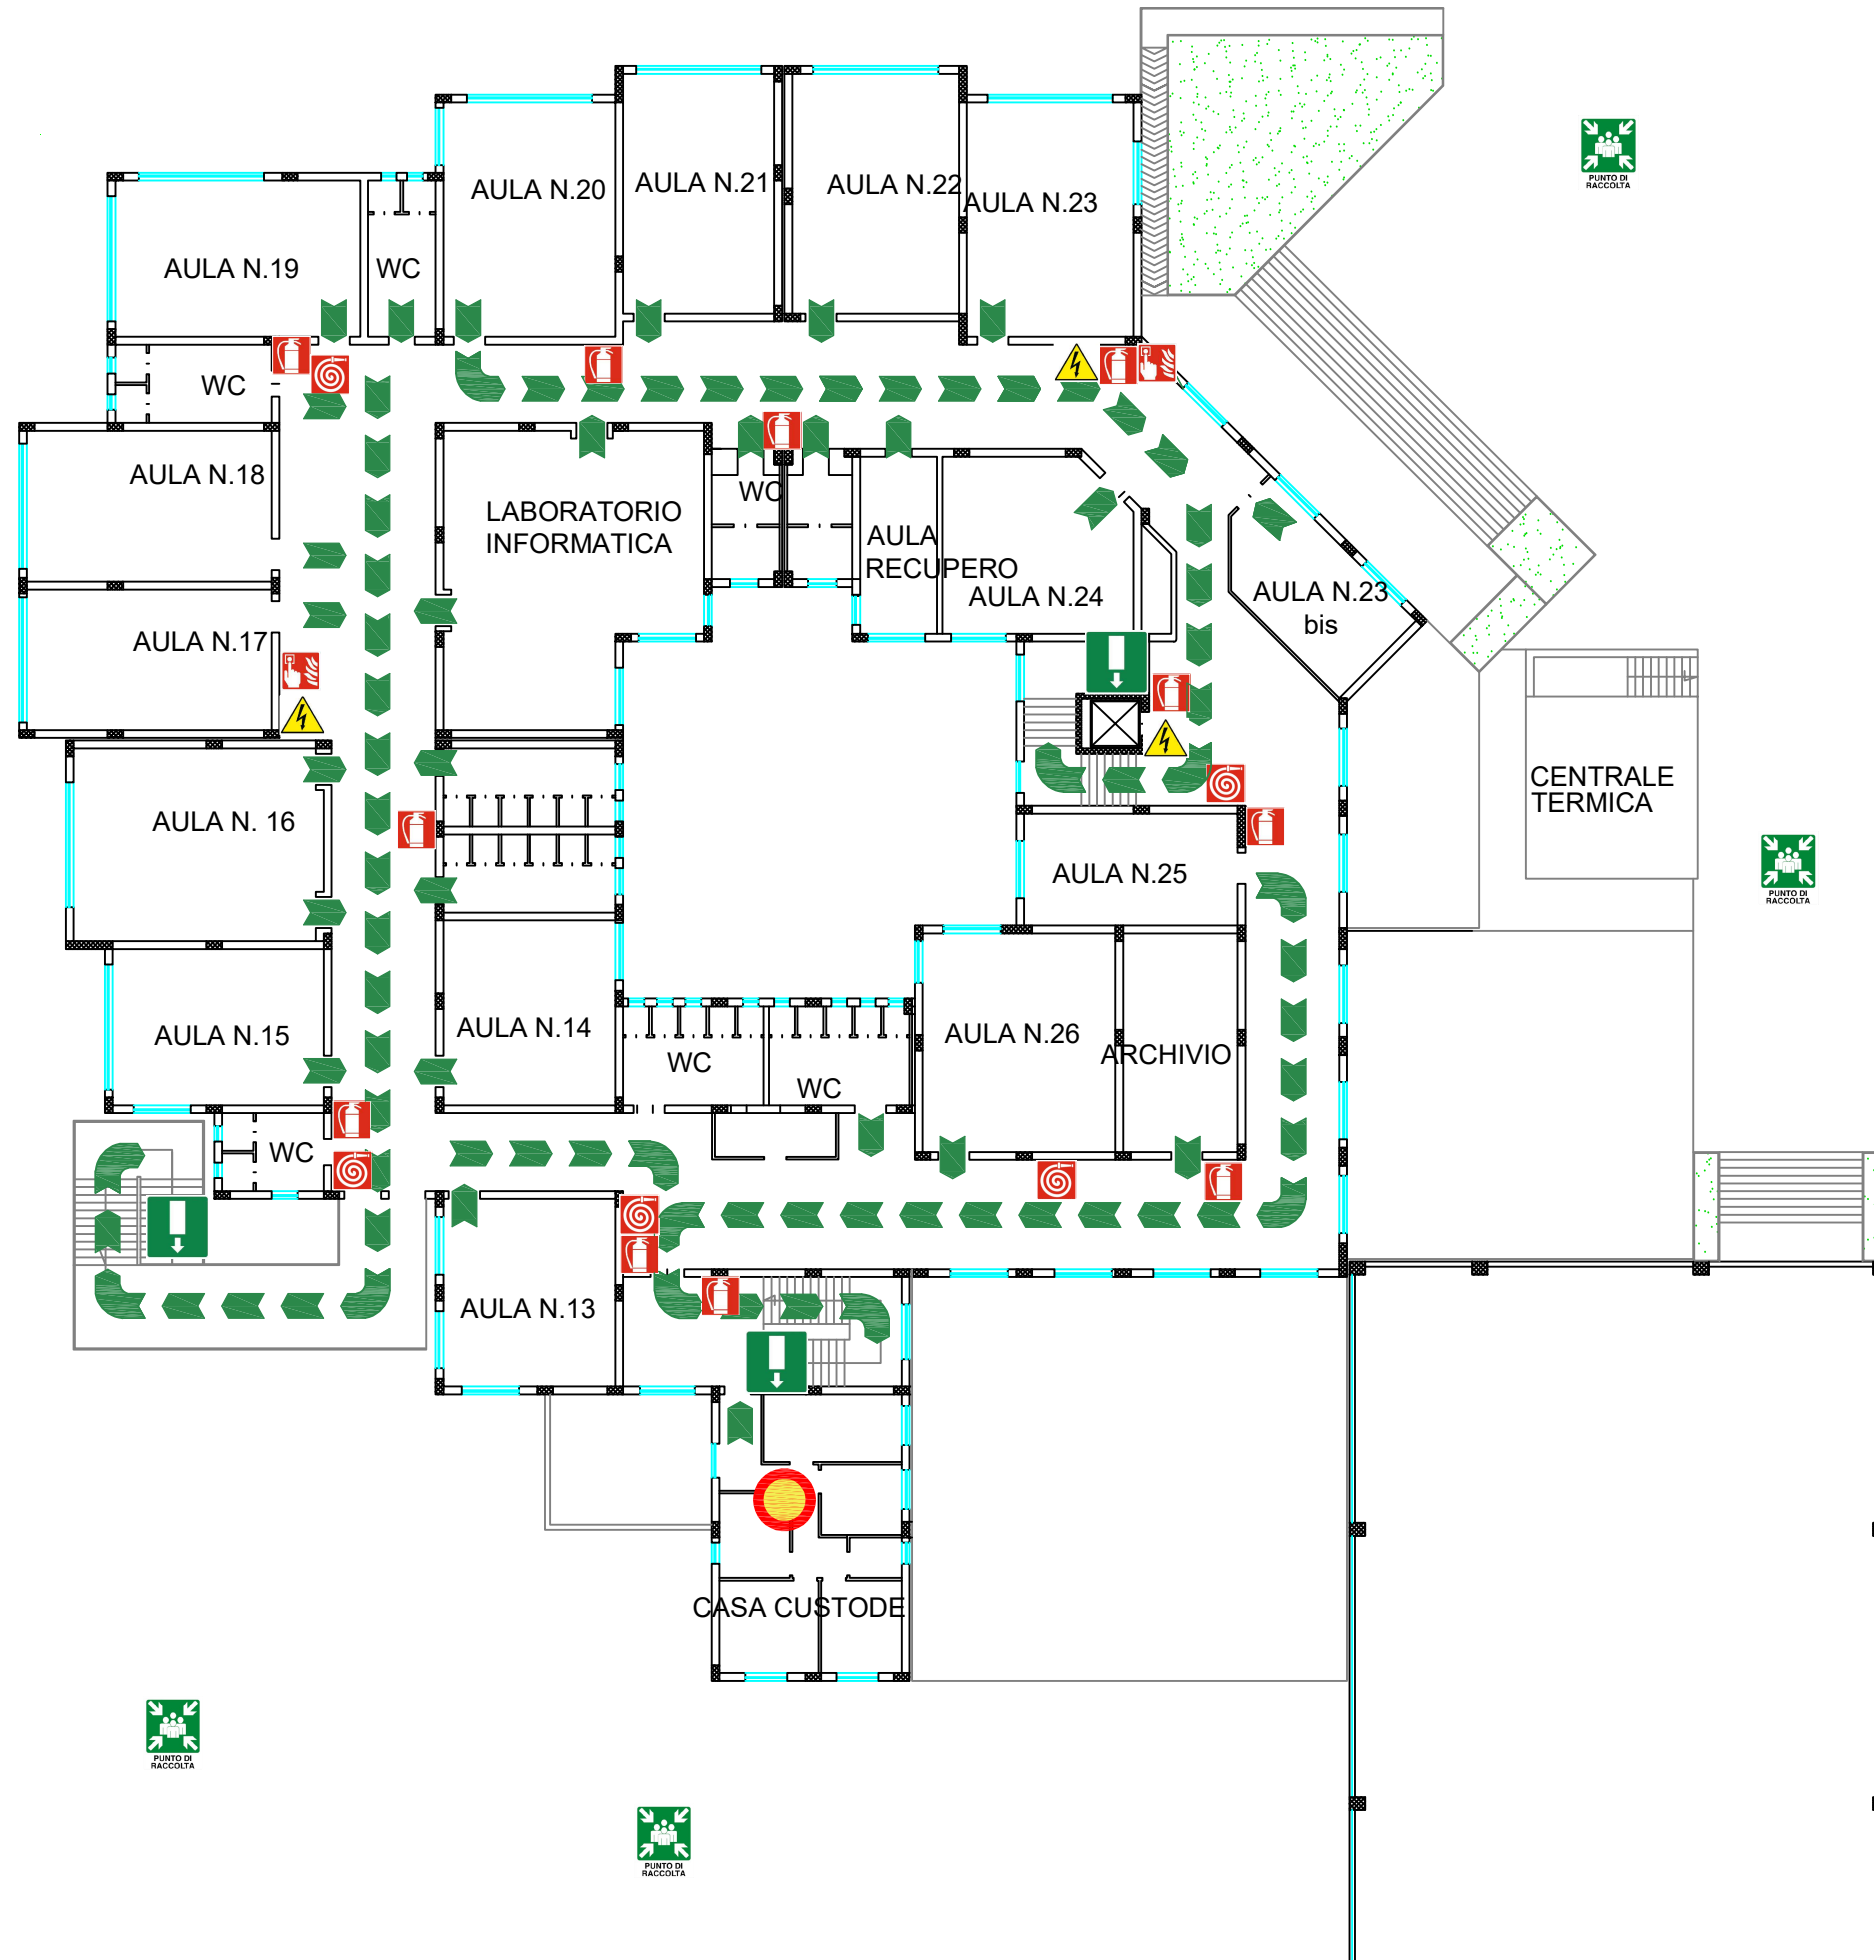 PUNTO DI
RACCOLTA
AULA N.20
AULA N.21
AULA N.22
AULA N.23
AULA N.19
WC
WC
AULA N.18
LABORATORIO
INFORMATICA
WC
AULA
RECUPERO
AULA N.24
AULA N.23
bis
AULA N.17
CENTRALE
TERMICA
AULA N. 16
AULA N.25
PUNTO DI
RACCOLTA
AULA N.15
AULA N.14
WC
WC
AULA N.26
ARCHIVIO
WC
AULA N.13
CASA CUSTODE
PUNTO DI
RACCOLTA
PUNTO DI
RACCOLTA